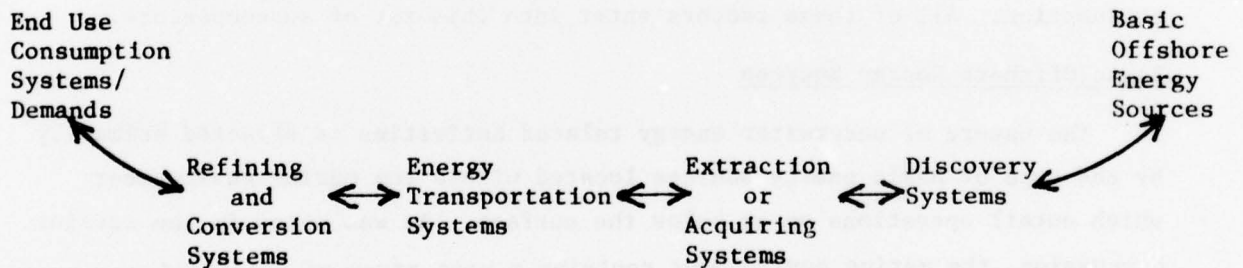 End Use
Consumption
Systems/
Demands
Basic
Offshore
Energy
Sources
Refining
and
Conversion
Systems
Energy
Transportation
Systems
Extraction
or
Acquiring
Systems
Discovery
Systems